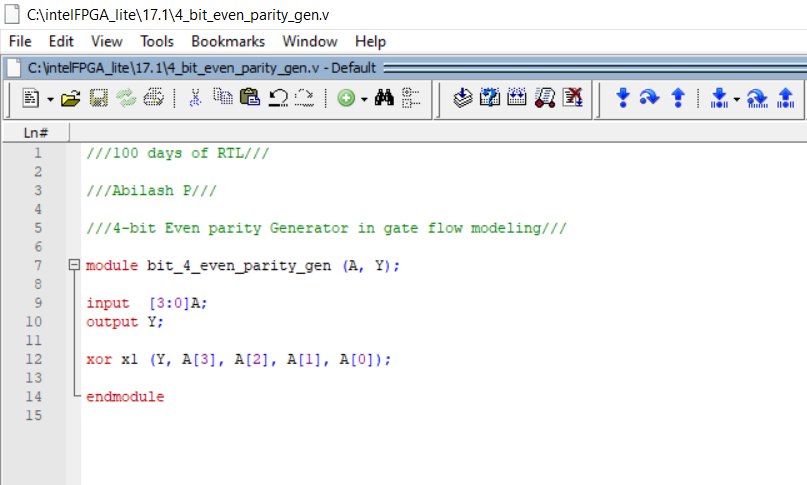 C:\intelFPGA_lite\17.1\4_bit_even_parity_gen.v
File Edit View Tools Bookmarks Window Help
C:\intelFPGA_lite\17.1\4_bit_even_parity_gen.v - Default
Ln#
1 ///100 days of RTL///
2
3 ///Abilash P///
4
5 ///4-bit Even parity Generator in gate flow modeling///
6
7 module bit_4_even_parity_gen (A, Y);
8
9 input  [3:0]A;
10 output Y;
11
12 xor x1 (Y, A[3], A[2], A[1], A[0]);
13
14 endmodule
15